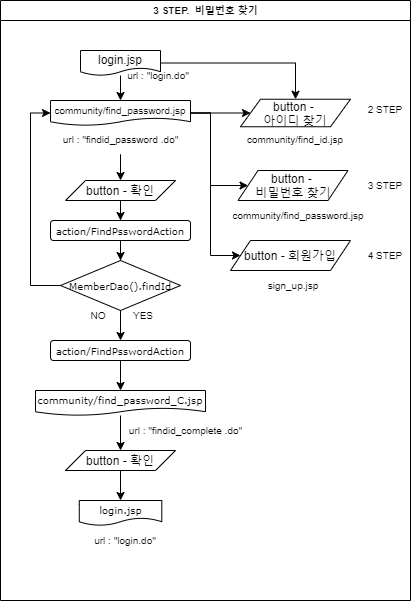 3 STEP. 비밀번호 찾기
login.jsp
url : "login.do"
community/find_password.jsp
button -
아이디 찾기
2 STEP
community/find_id.jsp
url : "findid_password .do"
button - 확인
button -
비밀번호 찾기
3 STEP
community/find_password.jsp
action/FindPsswordAction
button - 회원가입
4 STEP
sign_up.jsp
MemberDao().findId
NO
YES
action/FindPsswordAction
community/find_password_C.jsp
url : "findid_complete .do"
button - 확인
login.jsp
url : "login.do"